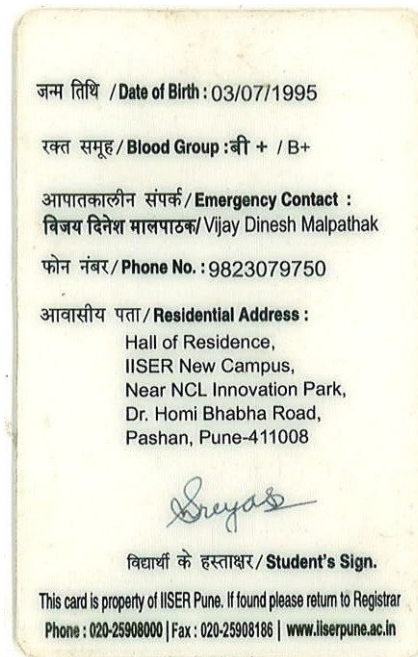 जन्म तिथि /Date of Birth : 03/07/1995
रक्त समूह/ Blood Group :बी + / B+
आपातकालीन संपर्क/ Emergency Contact :
विजय दिनेश मालपाठक/ Vijay Dinesh Malpathak
फोन नंबर/ Phone No. : 9823079750
आवासीय पता/ Residential Address :
Hall of Residence,
IISER New Campus,
Near NCL Innovation Park,
Dr. Homi Bhabha Road,
Pashan, Pune-411008
Sreyas
विद्यार्थी के हस्ताक्षर/ Student's Sign.
This card is property of IISER Pune. If found please return to Registrar
Phone : 020-25908000 | Fax : 020-25908186 | www.iiserpune.ac.in